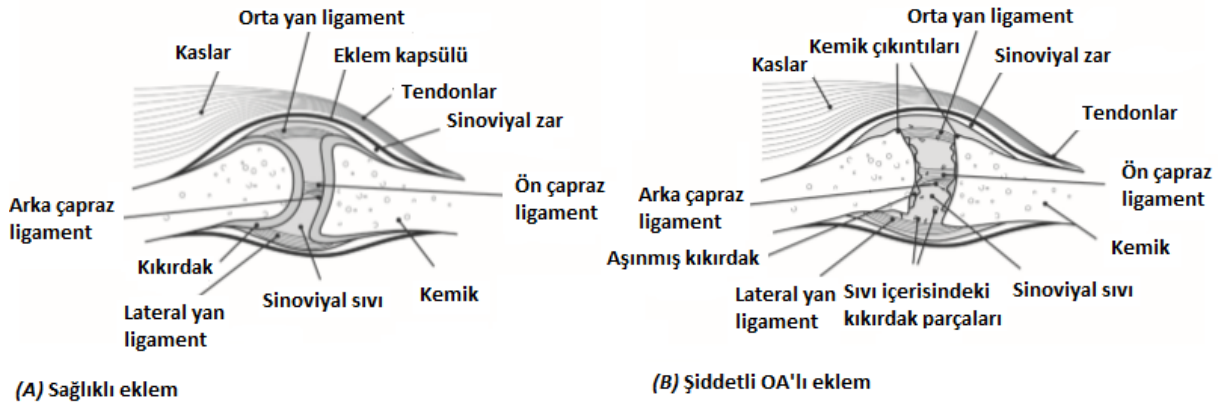 Orta yan ligament
Kaslar
Eklem kapsülü
Tendonlar
Sinoviyal zar
Arka çapraz
ligament
Ön çapraz
ligament
Kıkırdak
Sinoviyal sıvı
Kemik
Lateral yan
ligament
(A) Sağlıklı eklem
Orta yan ligament
Kemik çıkıntıları
Kaslar
Sinoviyal zar
Tendonlar
Arka çapraz
ligament
Ön çapraz
ligament
Aşınmış kıkırdak
Kemik
Lateral yan
ligament
Sıvı içerisindeki
kıkırdak parçaları
Sinoviyal sıvı
(B) Şiddetli OA'lı eklem